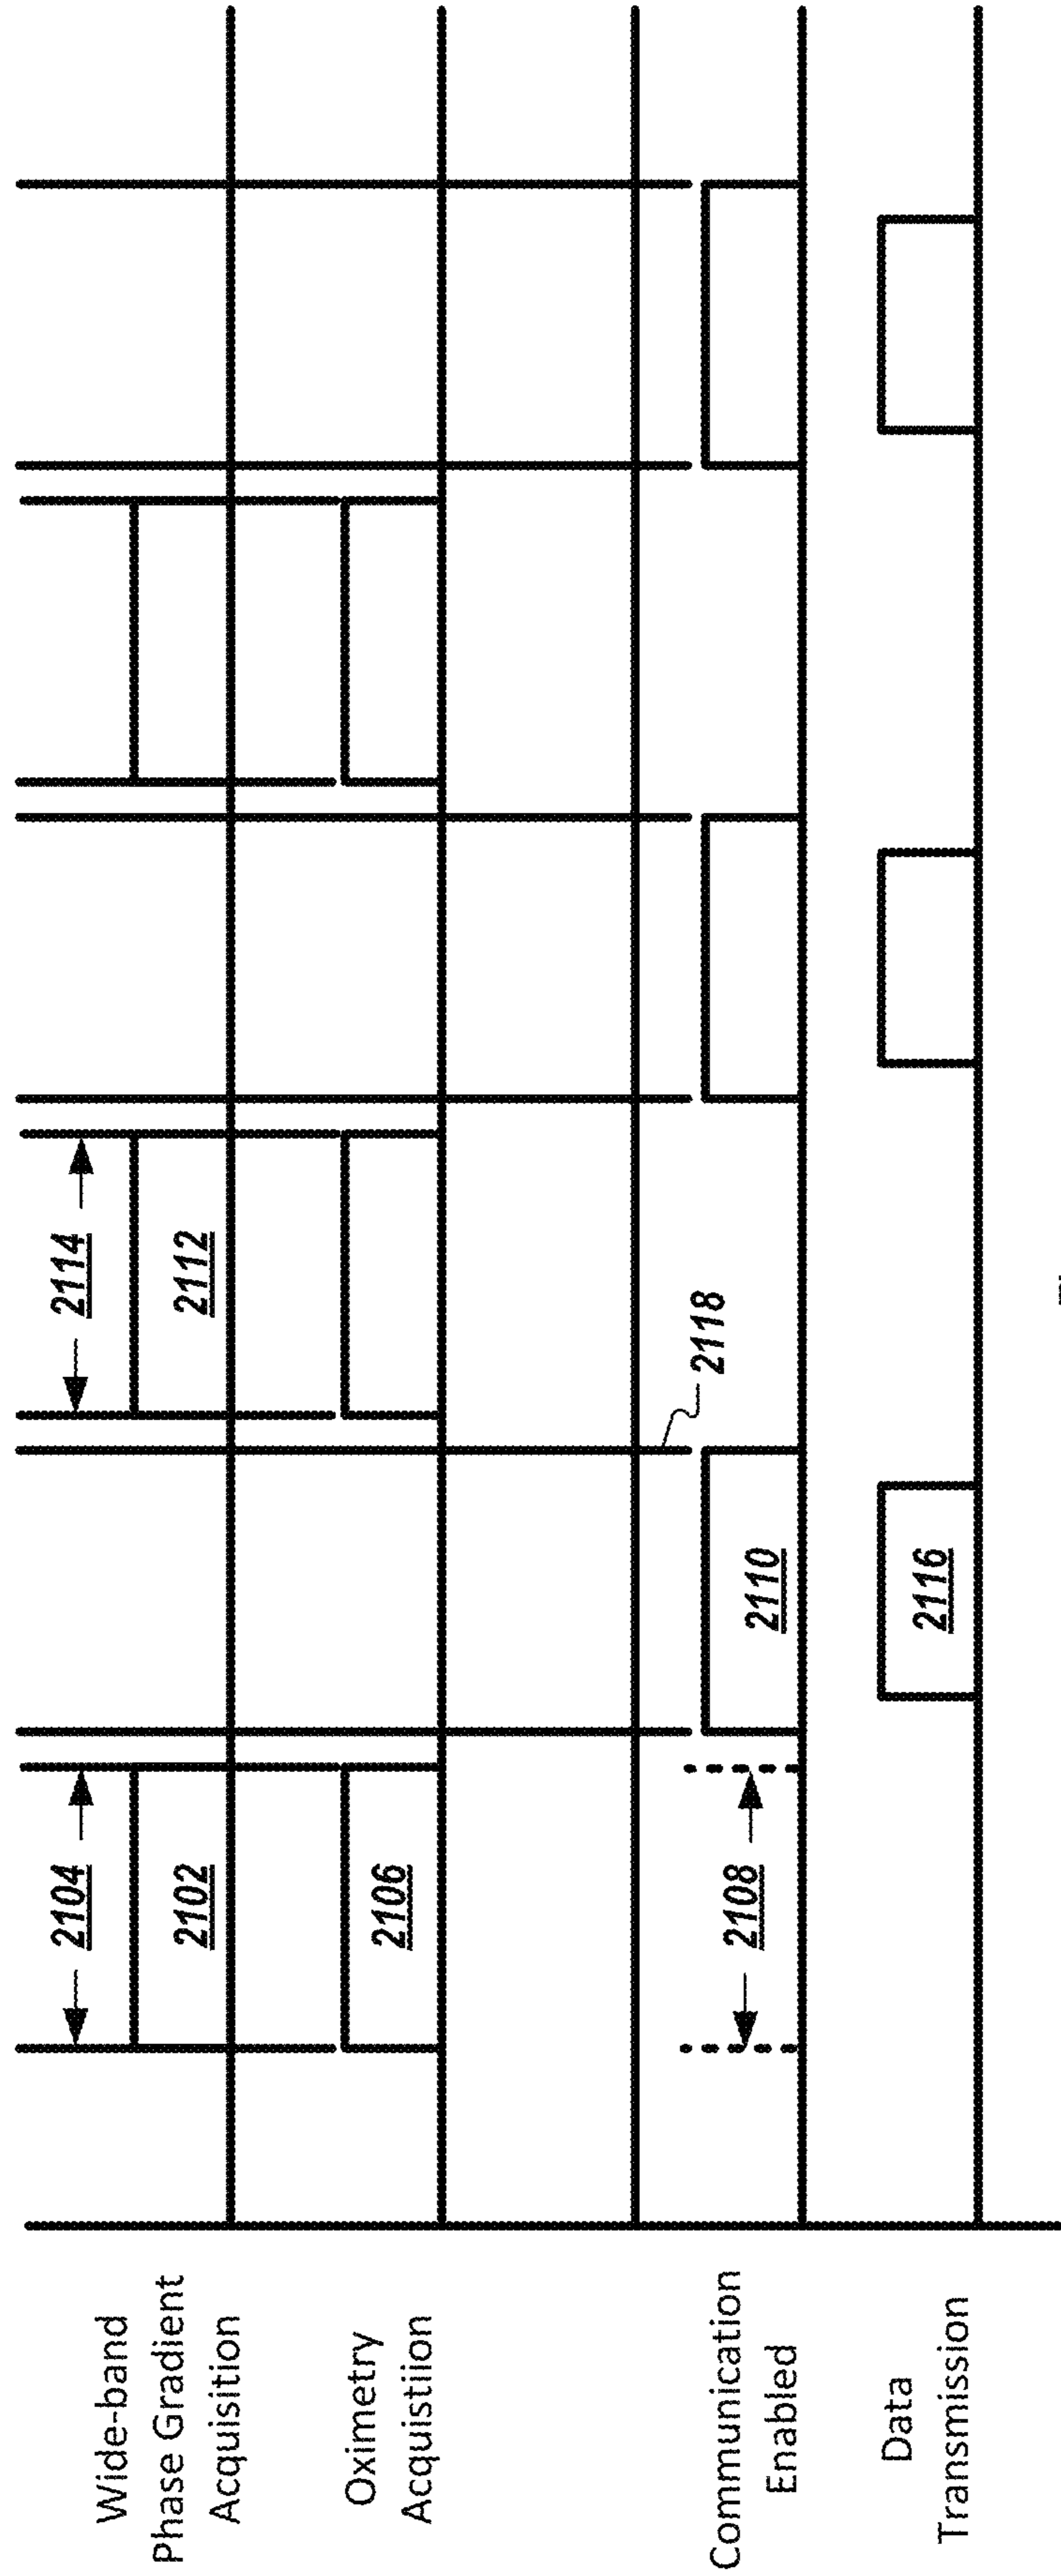 Wide-band
Phase Gradient
Acquisition
2104
2102
2114
2112
Oximetry
Acqustiion
2106
2118
Communication
Enabled
2108
2110
Data
Transmission
2116